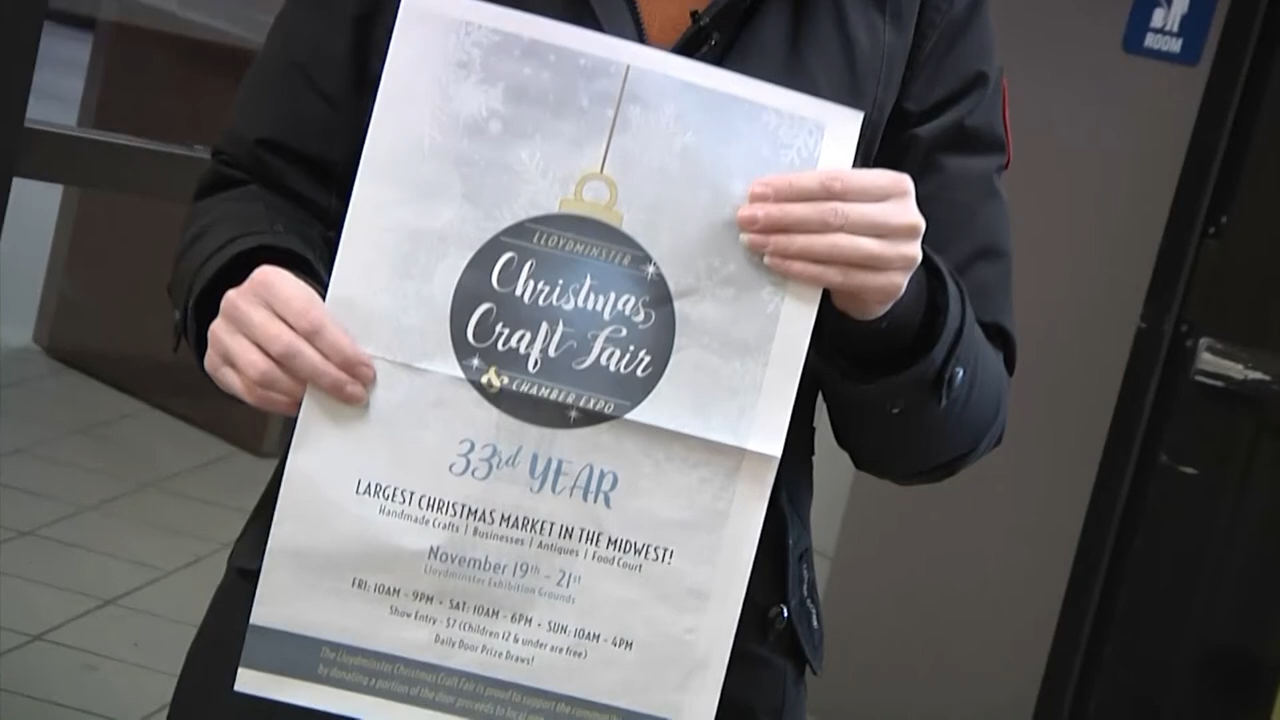 ROOM
LLOYDMINSTER
Christmas
Craft Fair
& CHAMBER EXPO
33rd YEAR
LARGEST CHRISTMAS MARKET IN THE MIDWEST!
Handmade Crafts | Businesses | Antiques | Food Court
November 19th - 21st
Lloydminster Exhibition Grounds
FRI: 10AM - 9PM • SAT: 10AM - 6PM • SUN: 10AM - 4PM
Show Entry - $7 (Children 12 & under are free)
Daily Door Prize Draws!
The Lloydminster Christmas Craft Fair is proud to support the community
by donating a portion of the door proceeds to local